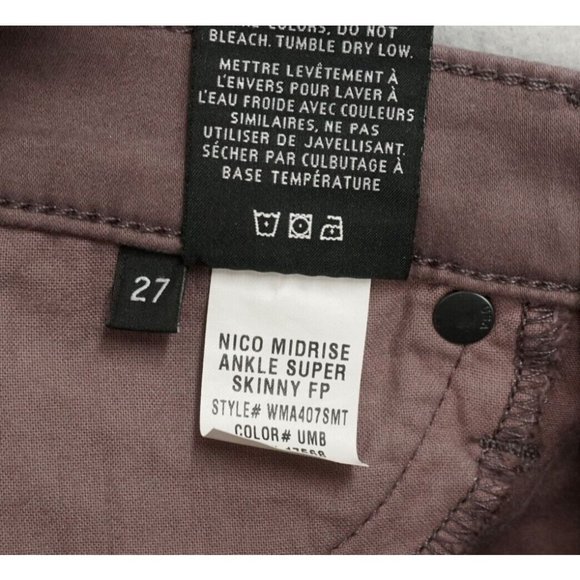 BLEACH. TUMBLE DRY LOW.
METTRE LEVÊTEMENT À
L'ENVERS POUR LAVER À
L'EAU FROIDE AVEC COULEURS
SIMILAIRES, NE PAS
UTILISER DE JAVELLISANT.
SÉCHER PAR CULBUTAGE À
BASE TEMPÉRATURE
27
NICO MIDRISE
ANKLE SUPER
SKINNY FP
STYLE# WMA407SMT
COLOR# UMB